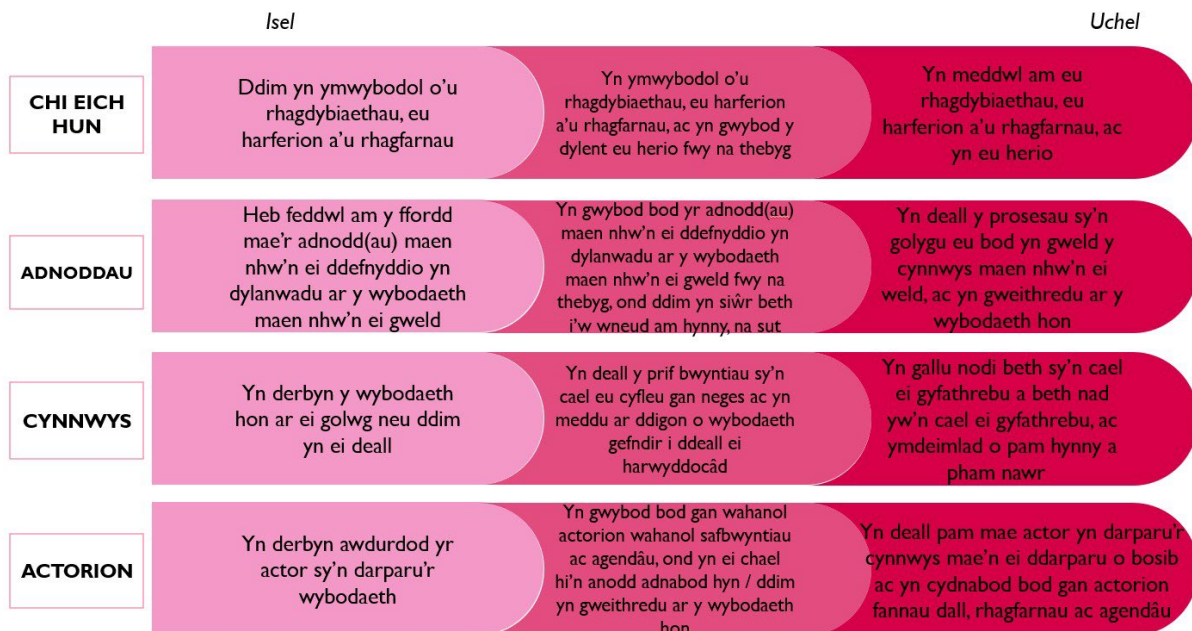 Isel
Uchel
CHI EICH
HUN
Ddim yn ymwybodol o'u
rhagdybiaethau, eu
harferion a'u rhagfarnau
Yn ymwybodol o'u
rhagdybiaethau, eu harferion
a'u rhagfarnau, ac yn gwybod y
dylent eu herio fwy na thebyg
Yn meddwl am eu
rhagdybiaethau, eu
harferion a'u rhagfarnau, ac
yn eu herio
ADNODDAU
Heb feddwl am y ffordd
mae'r adnodd(au) maen
nhw'n ei ddefnyddio yn
dylanwadu ar y wybodaeth
maen nhw'n ei gweld
Yn gwybod bod yr adnodd(au)
maen nhw'n ei ddefnyddio yn
dylanwadu ar y wybodaeth
maen nhw'n ei gweld fwy na
thebyg, ond ddim yn siŵr beth
i'w wneud am hynny, na sut
Yn deall y prosesau sy'n
golygu eu bod yn gweld y
cynnwys maen nhw'n ei
weld, ac yn gweithredu ar y
wybodaeth hon
CYNNWYS
Yn derbyn y wybodaeth
hon ar ei golwg neu ddim
yn ei deall
Yn deall y prif bwyntiau sy'n
cael eu cyfleu gan neges ac yn
meddu ar ddigon o wybodaeth
gefndir i ddeall ei
harwyddocâd
Yn gallu nodi beth sy'n cael
ei gyfathrebu a beth nad
yw'n cael ei gyfathrebu, ac
ymdeimlad o pam hynny a
pham nawr
ACTORION
Yn derbyn awdurdod yr
actor sy'n darparu'r
wybodaeth
Yn gwybod bod gan wahanol
actorion wahanol safbwyntiau
ac agendâu, ond yn ei chael
hi'n anodd adnabod hyn / ddim
yn gweithredu ar y wybodaeth
hon
Yn deall pam mae actor yn darparu'r
cynnwys mae'n ei ddarparu o bosib
ac yn cydnabod bod gan actorion
fannau dall, rhagfarnau ac agendâu